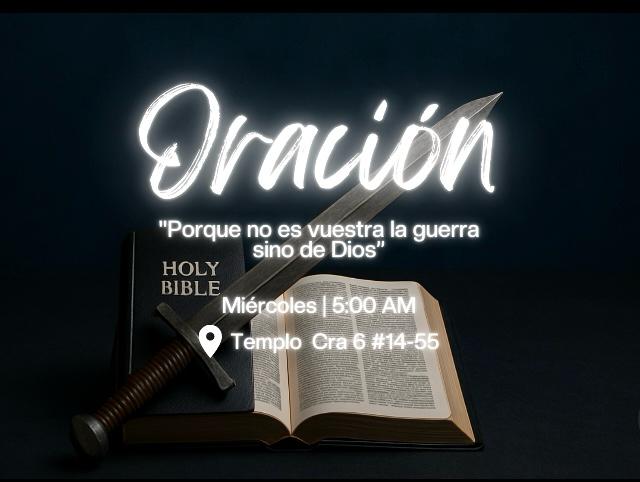 Oración
"Porque no es vuestra la guerra
sino de Dios”
HOLY
BIBLE
Miércoles | 5:00 AM
Templo Cra 6 #14-55